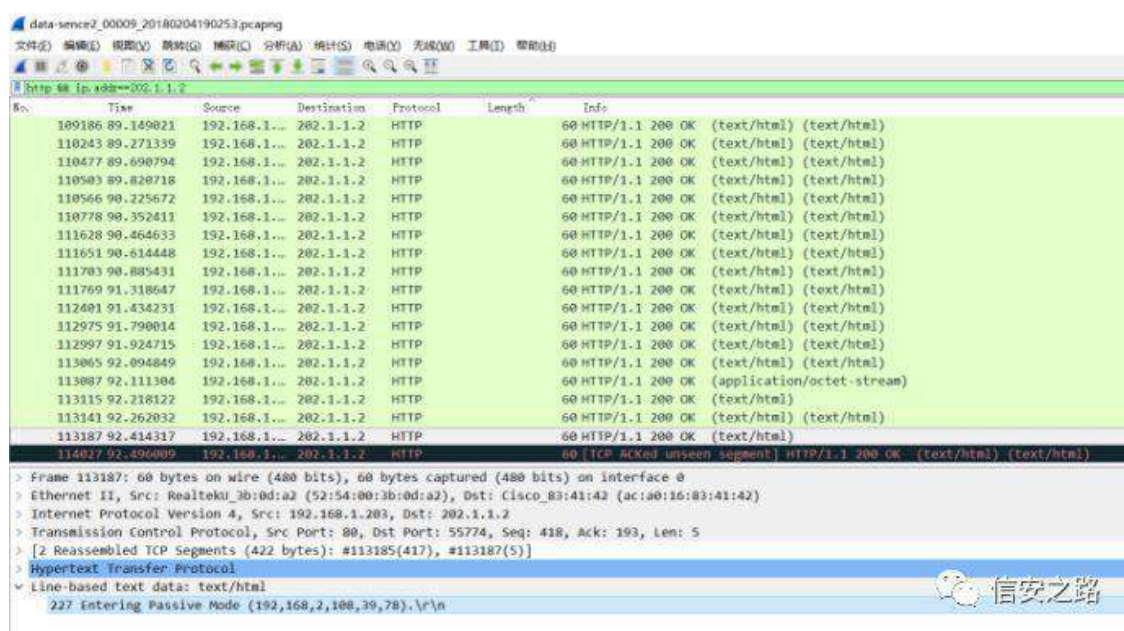 data-sence2_00009_20180204190253.pcapng
文件(F) 编辑(E) 视图(V) 跳转(G) 捕获(C) 分析(A) 统计(S) 电话(Y) 无线(W) 工具(T) 帮助(H)
http && ip.addr==202.1.1.2
No. Time Source Destination Protocol Length Info
109186 89.149021 192.168.1... 202.1.1.2 HTTP 60 HTTP/1.1 200 OK (text/html) (text/html)
110243 89.271339 192.168.1... 202.1.1.2 HTTP 60 HTTP/1.1 200 OK (text/html) (text/html)
110477 89.690794 192.168.1... 202.1.1.2 HTTP 60 HTTP/1.1 200 OK (text/html) (text/html)
110503 89.820718 192.168.1... 202.1.1.2 HTTP 60 HTTP/1.1 200 OK (text/html) (text/html)
110566 90.225672 192.168.1... 202.1.1.2 HTTP 60 HTTP/1.1 200 OK (text/html) (text/html)
110778 90.352411 192.168.1... 202.1.1.2 HTTP 60 HTTP/1.1 200 OK (text/html) (text/html)
111628 90.464633 192.168.1... 202.1.1.2 HTTP 60 HTTP/1.1 200 OK (text/html) (text/html)
111651 90.614448 192.168.1... 202.1.1.2 HTTP 60 HTTP/1.1 200 OK (text/html) (text/html)
111703 90.885431 192.168.1... 202.1.1.2 HTTP 60 HTTP/1.1 200 OK (text/html) (text/html)
111769 91.318647 192.168.1... 202.1.1.2 HTTP 60 HTTP/1.1 200 OK (text/html) (text/html)
112401 91.434231 192.168.1... 202.1.1.2 HTTP 60 HTTP/1.1 200 OK (text/html) (text/html)
112975 91.790014 192.168.1... 202.1.1.2 HTTP 60 HTTP/1.1 200 OK (text/html) (text/html)
112997 91.924715 192.168.1... 202.1.1.2 HTTP 60 HTTP/1.1 200 OK (text/html) (text/html)
113065 92.094849 192.168.1... 202.1.1.2 HTTP 60 HTTP/1.1 200 OK (text/html) (text/html)
113087 92.111304 192.168.1... 202.1.1.2 HTTP 60 HTTP/1.1 200 OK (application/octet-stream)
113115 92.218122 192.168.1... 202.1.1.2 HTTP 60 HTTP/1.1 200 OK (text/html)
113141 92.262032 192.168.1... 202.1.1.2 HTTP 60 HTTP/1.1 200 OK (text/html) (text/html)
113187 92.414317 192.168.1... 202.1.1.2 HTTP 60 HTTP/1.1 200 OK (text/html)
114027 92.496009 192.168.1... 202.1.1.2 HTTP 60 [TCP ACKed unseen segment] HTTP/1.1 200 OK (text/html) (text/html)
Frame 113187: 60 bytes on wire (480 bits), 60 bytes captured (480 bits) on interface 0
Ethernet II, Src: RealtekU_3b:0d:a2 (52:54:00:3b:0d:a2), Dst: Cisco_83:41:42 (ac:a0:16:83:41:42)
Internet Protocol Version 4, Src: 192.168.1.203, Dst: 202.1.1.2
Transmission Control Protocol, Src Port: 80, Dst Port: 55774, Seq: 418, Ack: 193, Len: 5
[2 Reassembled TCP Segments (422 bytes): #113185(417), #113187(5)]
Hypertext Transfer Protocol
Line-based text data: text/html
227 Entering Passive Mode (192,168,2,108,39,78).\r\n
信安之路